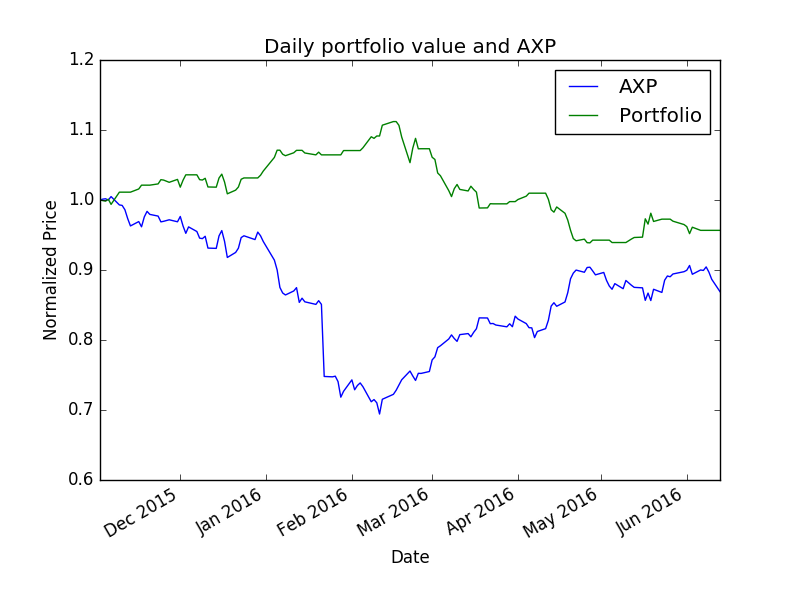 Daily portfolio value and AXP
AXP
Portfolio
1.2
1.1
1.0
0.9
0.8
0.7
0.6
Normalized Price
Dec 2015
Jan 2016
Feb 2016
Mar 2016
Apr 2016
May 2016
Jun 2016
Date